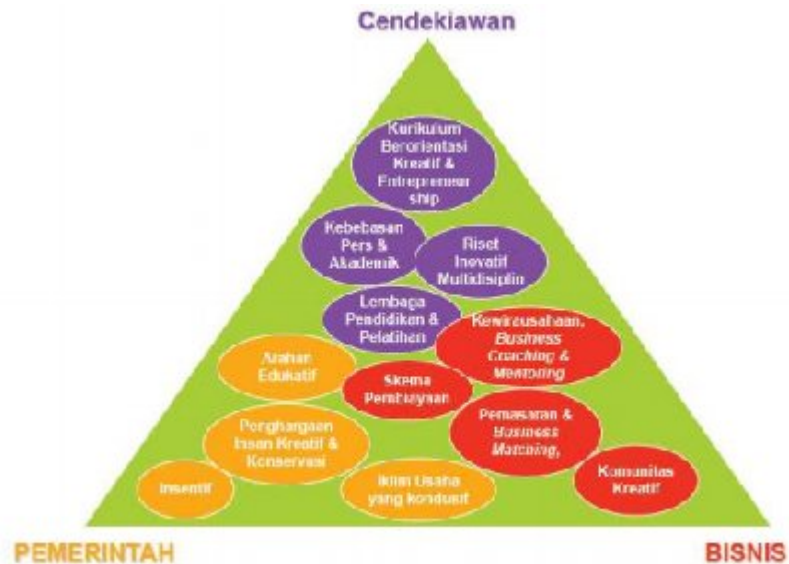 Cendekiawan
Kurikulum
Berorientasi
Kreatif &
Entrepreneur
ship
Kebebasan
Pers &
Akademik
Riset
Inovatif
Multidisiplin
Lembaga
Pendidikan &
Pelatihan
Kewirausahaan,
Business
Coaching &
Mentoring
Arahan
Edukatif
Skema
Pembiayaan
Penghargaan
Insan Kreatif &
Konservasi
Pemasaran &
Business
Matching,
Insentif
Iklim Usaha
yang kondusif
Komunitas
Kreatif
PEMERINTAH
BISNIS